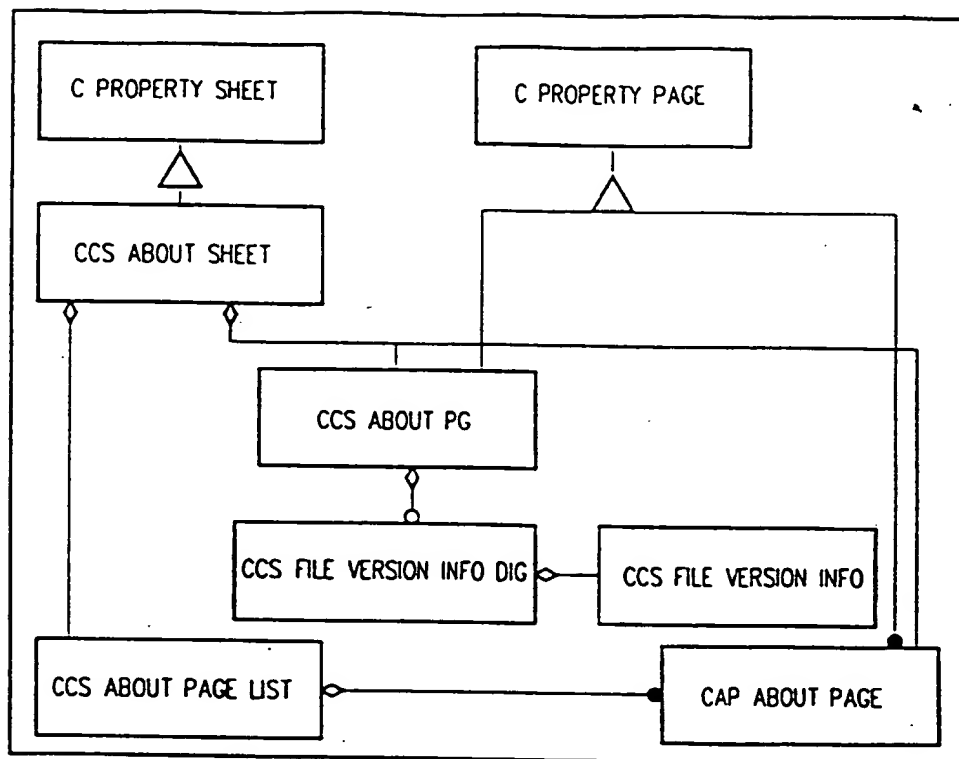 C PROPERTY SHEET
C PROPERTY PAGE
CCS ABOUT SHEET
CCS ABOUT PG
CCS FILE VERSION INFO DIG
CCS FILE VERSION INFO
CCS ABOUT PAGE LIST
CAP ABOUT PAGE